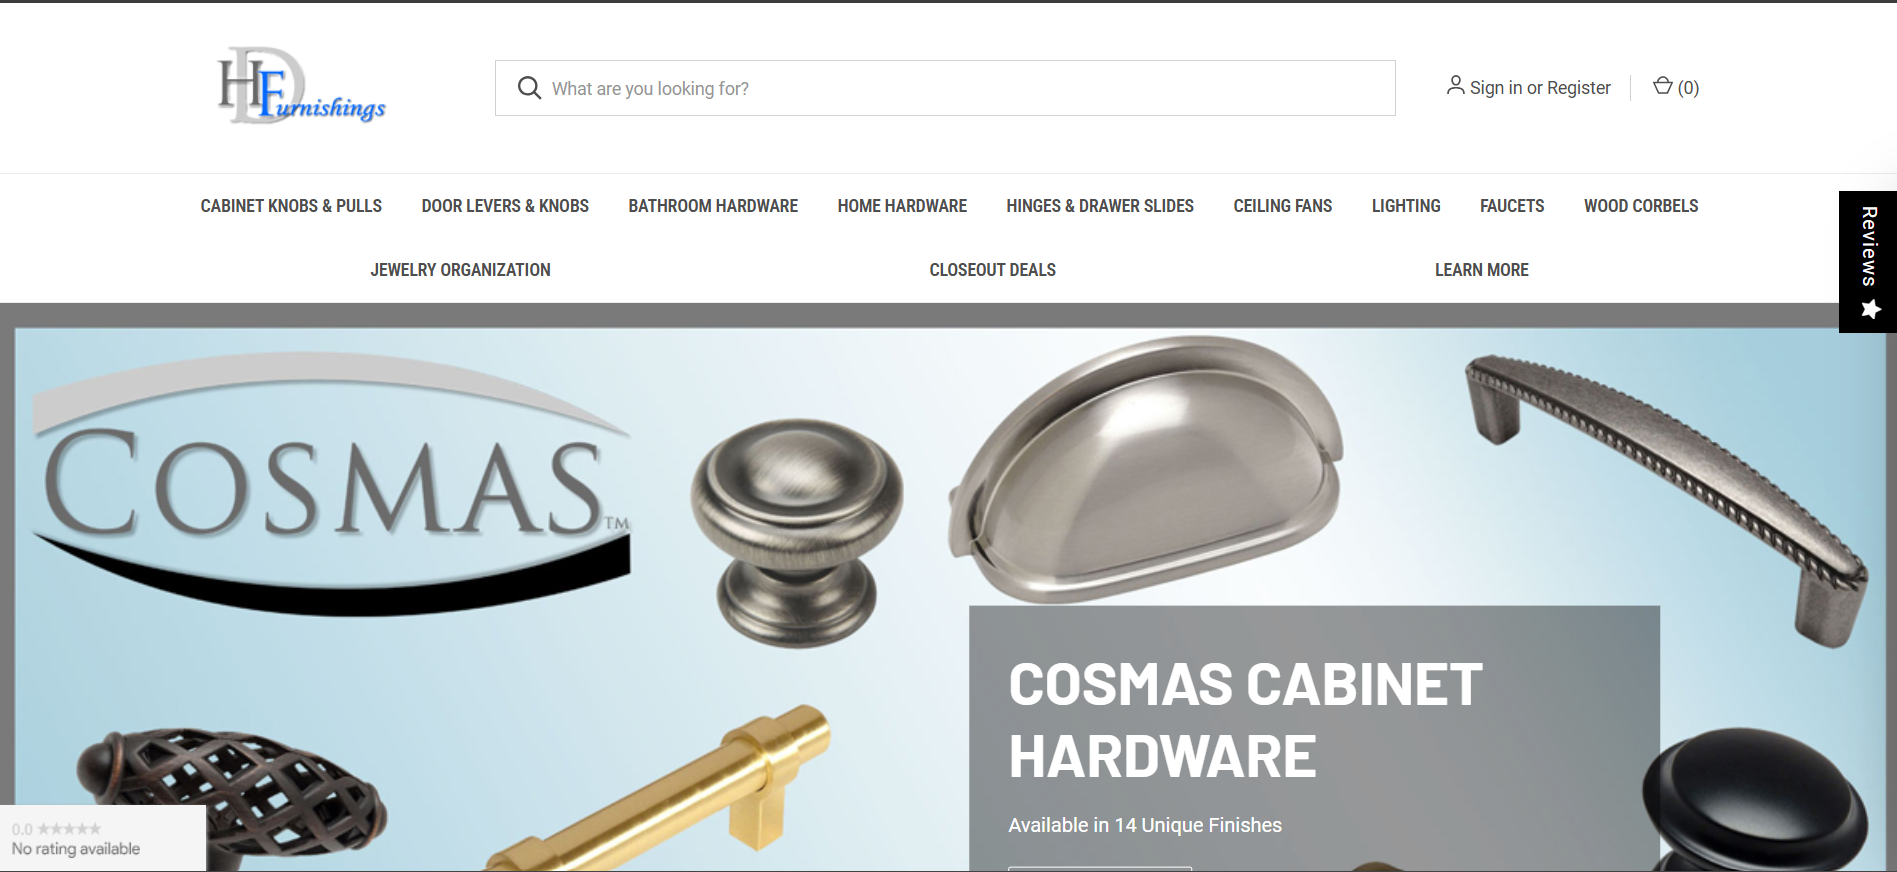 HDFurnishings
What are you looking for?
Sign in or Register
(0)
CABINET KNOBS & PULLS
DOOR LEVERS & KNOBS
BATHROOM HARDWARE
HOME HARDWARE
HINGES & DRAWER SLIDES
CEILING FANS
LIGHTING
FAUCETS
WOOD CORBELS
JEWELRY ORGANIZATION
CLOSEOUT DEALS
LEARN MORE
Reviews ★
COSMAS™
COSMAS CABINET
HARDWARE
Available in 14 Unique Finishes
0.0 ★★★★★
No rating available